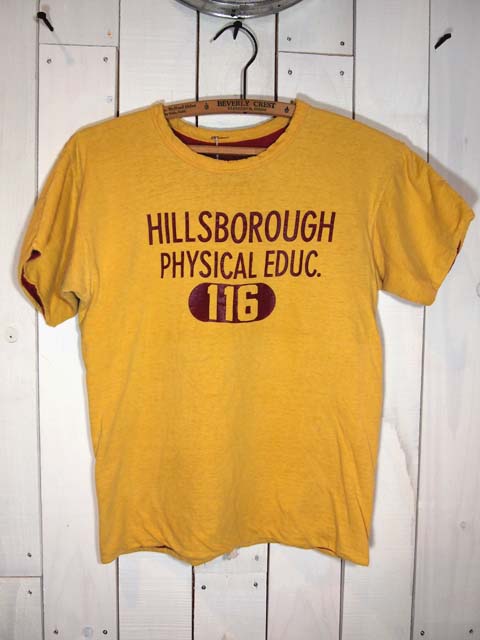 BEVERLY CREST
HILLSBOROUGH
PHYSICAL EDUC.
116